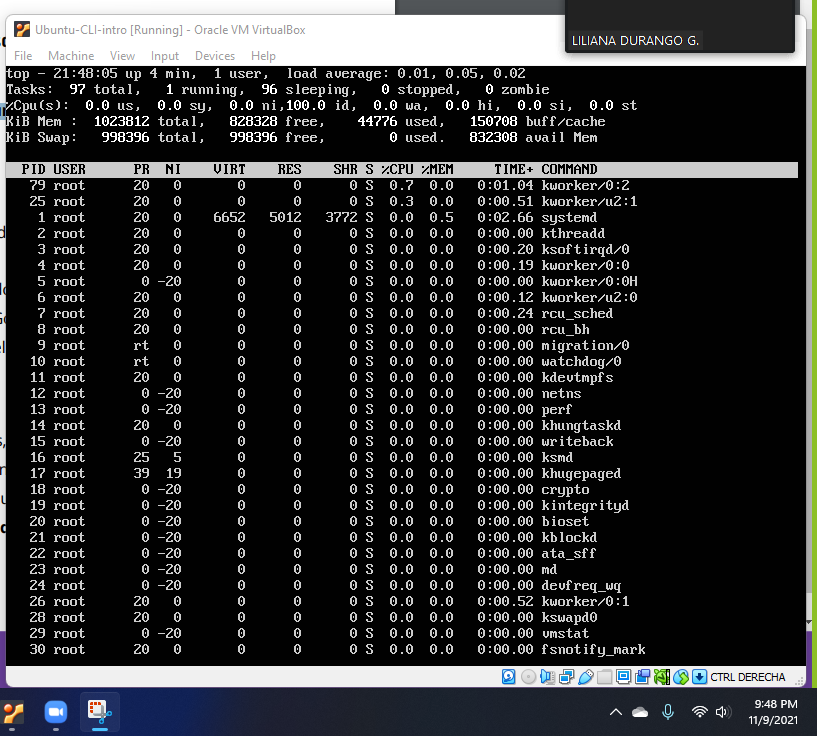 Ubuntu-CLI-intro [Running] - Oracle VM VirtualBox
LILIANA DURANGO G.
File Machine View Input Devices Help
top - 21:48:05 up 4 min, 1 user, load average: 0.01, 0.05, 0.02
Tasks: 97 total, 1 running, 96 sleeping, 0 stopped, 0 zombie
%Cpu(s): 0.0 us, 0.0 sy, 0.0 ni,100.0 id, 0.0 wa, 0.0 hi, 0.0 si, 0.0 st
KiB Mem : 1023812 total, 828328 free, 44776 used, 150708 buff/cache
KiB Swap: 998396 total, 998396 free, 0 used. 832308 avail Mem
PID USER PR NI VIRT RES SHR S %CPU %MEM TIME+ COMMAND
79 root 20 0 0 0 0 S 0.7 0.0 0:01.04 kworker/0:2
25 root 20 0 0 0 0 S 0.3 0.0 0:00.51 kworker/u2:1
1 root 20 0 6652 5012 3772 S 0.0 0.5 0:02.66 systemd
2 root 20 0 0 0 0 S 0.0 0.0 0:00.00 kthreadd
3 root 20 0 0 0 0 S 0.0 0.0 0:00.20 ksoftirqd/0
4 root 20 0 0 0 0 S 0.0 0.0 0:00.19 kworker/0:0
5 root 0 -20 0 0 0 S 0.0 0.0 0:00.00 kworker/0:0H
6 root 20 0 0 0 0 S 0.0 0.0 0:00.12 kworker/u2:0
7 root 20 0 0 0 0 S 0.0 0.0 0:00.24 rcu_sched
8 root 20 0 0 0 0 S 0.0 0.0 0:00.00 rcu_bh
9 root rt 0 0 0 0 S 0.0 0.0 0:00.00 migration/0
10 root rt 0 0 0 0 S 0.0 0.0 0:00.00 watchdog/0
11 root 20 0 0 0 0 S 0.0 0.0 0:00.00 kdevtmpfs
12 root 0 -20 0 0 0 S 0.0 0.0 0:00.00 netns
13 root 0 -20 0 0 0 S 0.0 0.0 0:00.00 perf
14 root 20 0 0 0 0 S 0.0 0.0 0:00.00 khungtaskd
15 root 0 -20 0 0 0 S 0.0 0.0 0:00.00 writeback
16 root 25 5 0 0 0 S 0.0 0.0 0:00.00 ksmd
17 root 39 19 0 0 0 S 0.0 0.0 0:00.00 khugepaged
18 root 0 -20 0 0 0 S 0.0 0.0 0:00.00 crypto
19 root 0 -20 0 0 0 S 0.0 0.0 0:00.00 kintegrityd
20 root 0 -20 0 0 0 S 0.0 0.0 0:00.00 bioset
21 root 0 -20 0 0 0 S 0.0 0.0 0:00.00 kblockd
22 root 0 -20 0 0 0 S 0.0 0.0 0:00.00 ata_sff
23 root 0 -20 0 0 0 S 0.0 0.0 0:00.00 md
24 root 0 -20 0 0 0 S 0.0 0.0 0:00.00 devfreq_wq
26 root 20 0 0 0 0 S 0.0 0.0 0:00.52 kworker/0:1
28 root 20 0 0 0 0 S 0.0 0.0 0:00.00 kswapd0
29 root 0 -20 0 0 0 S 0.0 0.0 0:00.00 vmstat
30 root 20 0 0 0 0 S 0.0 0.0 0:00.00 fsnotify_mark
CTRL DERECHA
9:48 PM
11/9/2021